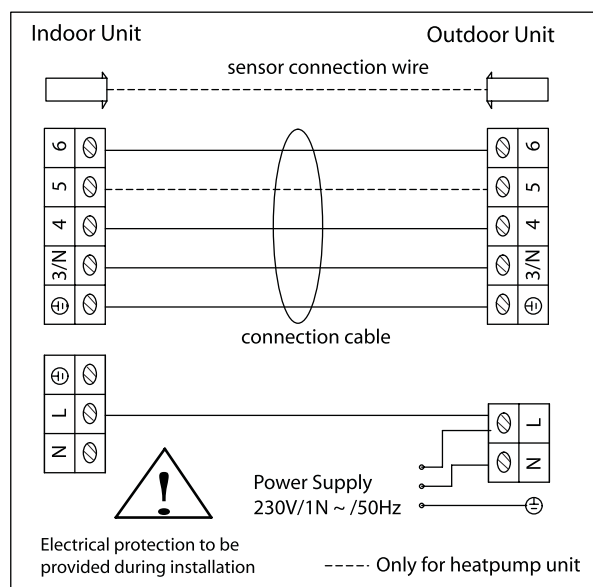 Indoor Unit
Outdoor Unit
sensor connection wire
6
6
5
5
4
4
3/N
3/N
connection cable
L
L
N
N
!
Power Supply
230V/1N ~ /50Hz
Electrical protection to be
provided during installation
Only for heatpump unit